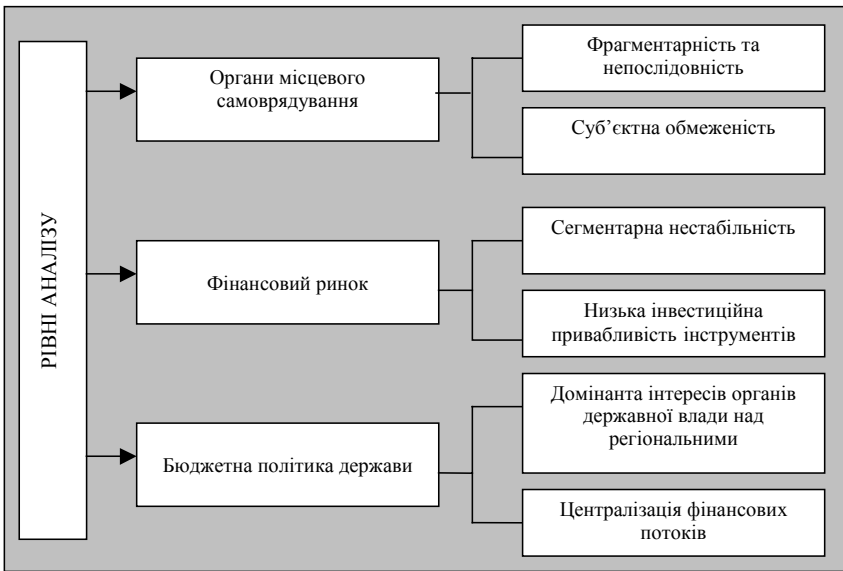 РІВНІ АНАЛІЗУ
Органи місцевого
самоврядування
Фрагментарність та
непослідовність
Суб’єктна обмеженість
Фінансовий ринок
Сегментарна нестабільність
Низька інвестиційна
привабливість інструментів
Бюджетна політика держави
Домінанта інтересів органів
державної влади над
регіональними
Централізація фінансових
потоків